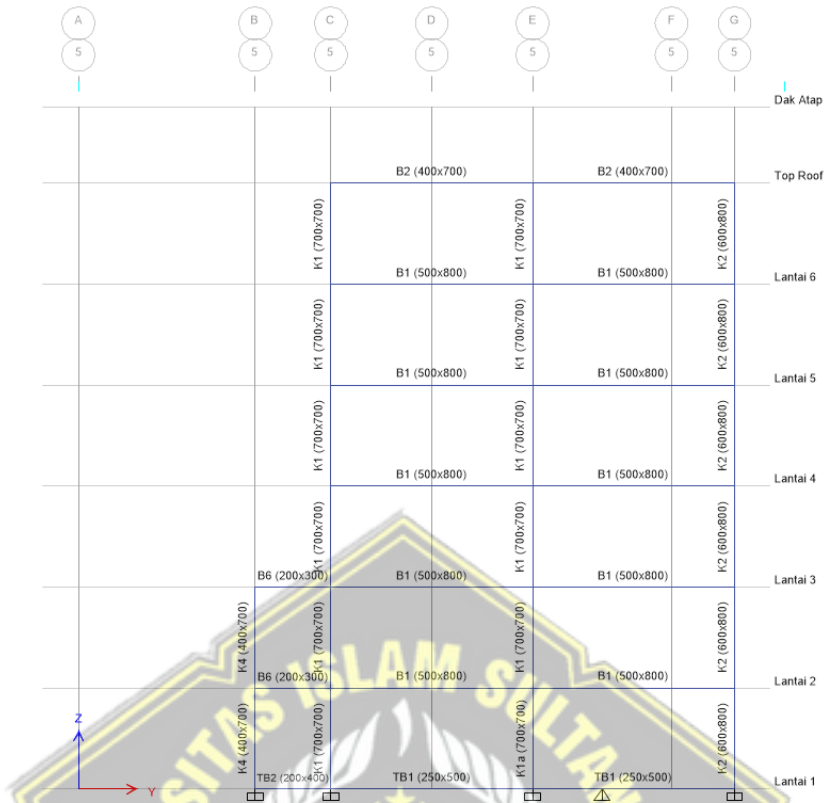 A B C D E F G
5 5 5 5 5 5 5
Dak Atap
B2 (400x700) B2 (400x700) Top Roof
K1 (700x700) K1 (700x700) K2 (600x800)
B1 (500x800) B1 (500x800) Lantai 6
K1 (700x700) K1 (700x700) K2 (600x800)
B1 (500x800) B1 (500x800) Lantai 5
K1 (700x700) K1 (700x700) K2 (600x800)
B1 (500x800) B1 (500x800) Lantai 4
K1 (700x700) K1 (700x700) K2 (600x800)
B6 (200x300) B1 (500x800) B1 (500x800) Lantai 3
K4 (400x700) K1 (700x700) K1 (700x700) K2 (600x800)
B6 (200x300) B1 (500x800) B1 (500x800) Lantai 2
K4 (400x700) K1 (700x700) K1a (700x700) K2 (600x800)
TB2 (200x400) TB1 (250x500) TB1 (250x500) Lantai 1
Z
Y
SITAS ISLAM SULTA